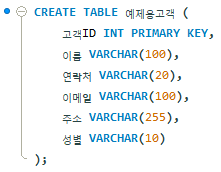 CREATE TABLE 예제용고객 (
고객ID INT PRIMARY KEY,
이름 VARCHAR(100),
연락처 VARCHAR(20),
이메일 VARCHAR(100),
주소 VARCHAR(255),
성별 VARCHAR(10)
);